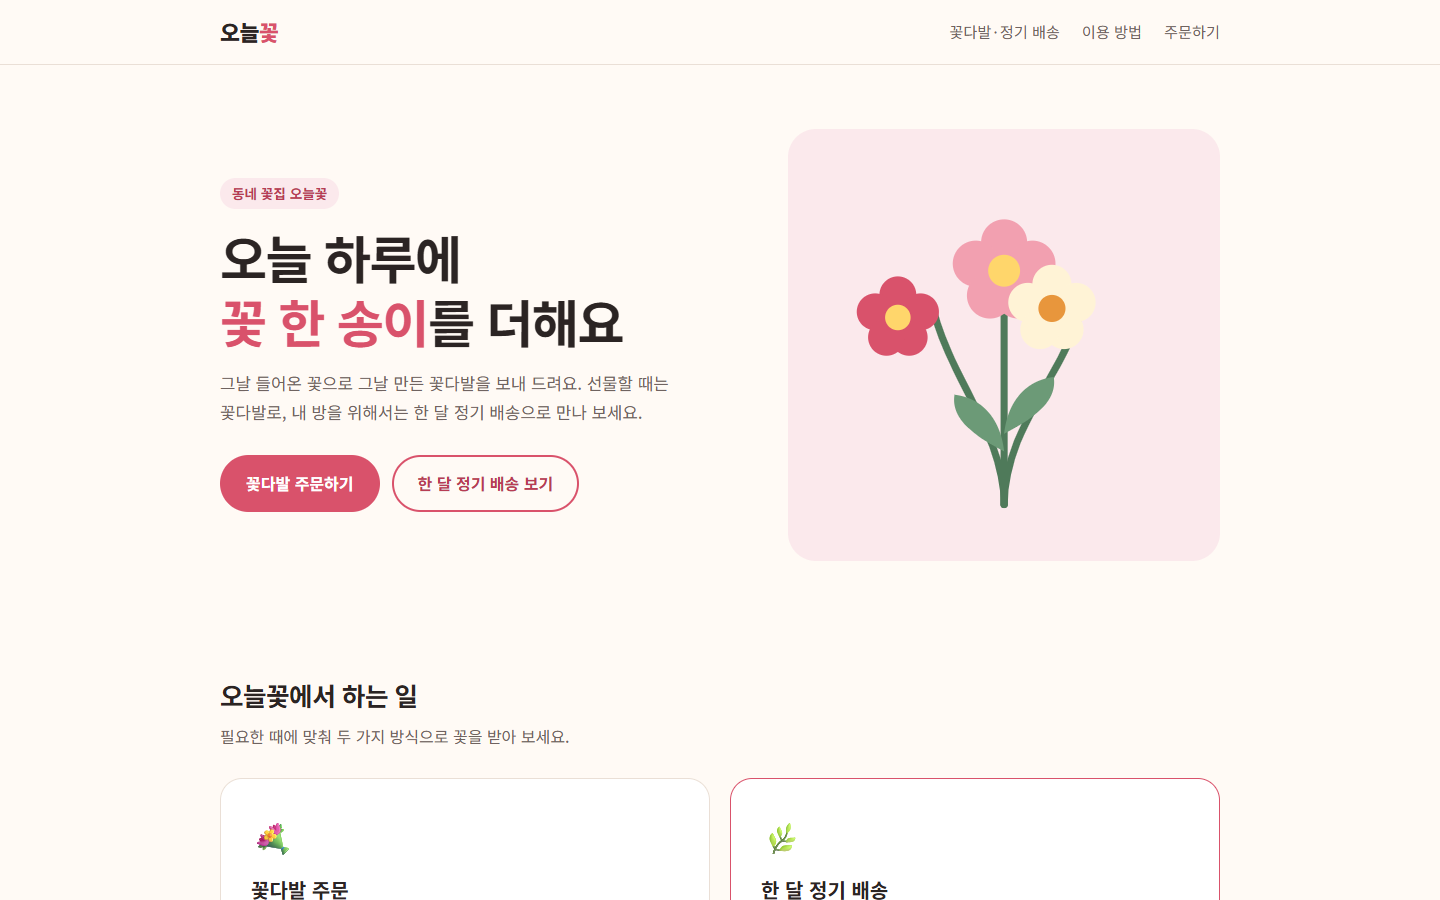 오늘꽃
꽃다발·정기 배송 이용 방법 주문하기
동네 꽃집 오늘꽃
오늘 하루에
꽃 한 송이를 더해요
그날 들어온 꽃으로 그날 만든 꽃다발을 보내 드려요. 선물할 때는
꽃다발로, 내 방을 위해서는 한 달 정기 배송으로 만나 보세요.
꽃다발 주문하기 한 달 정기 배송 보기
오늘꽃에서 하는 일
필요한 때에 맞춰 두 가지 방식으로 꽃을 받아 보세요.
꽃다발 주문
한 달 정기 배송